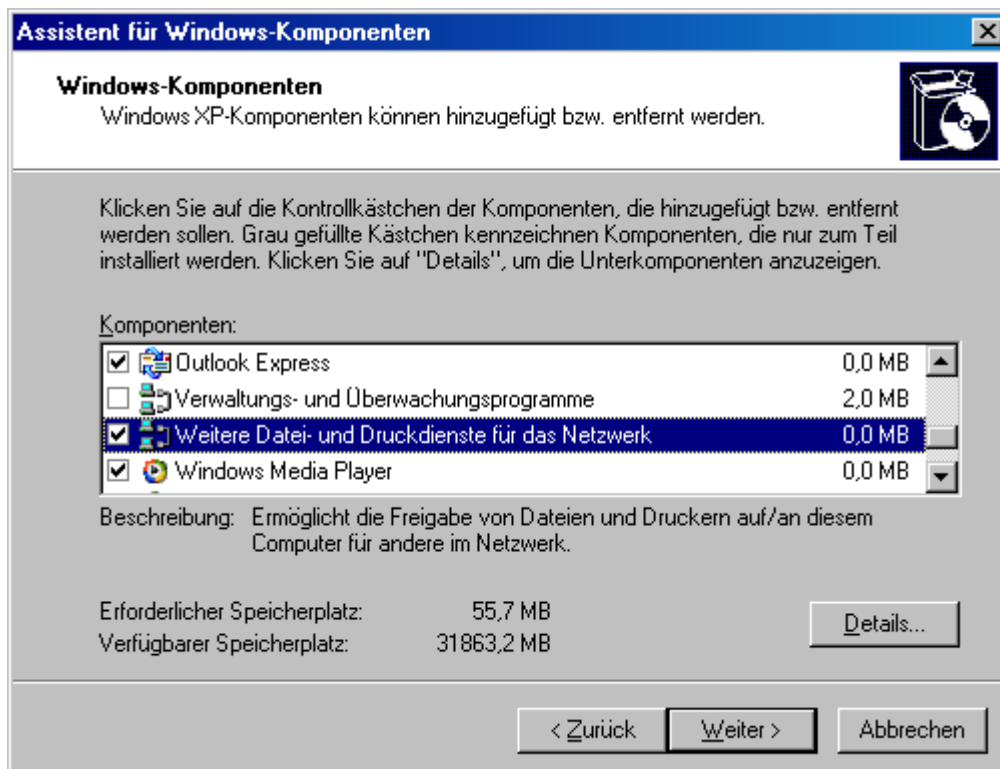 Assistent für Windows-Komponenten
Windows-Komponenten
Windows XP-Komponenten können hinzugefügt bzw. entfernt werden.
Klicken Sie auf die Kontrollkästchen der Komponenten, die hinzugefügt bzw. entfernt
werden sollen. Grau gefüllte Kästchen kennzeichnen Komponenten, die nur zum Teil
installiert werden. Klicken Sie auf "Details", um die Unterkomponenten anzuzeigen.
Komponenten:
Outlook Express 0,0 MB
Verwaltungs- und Überwachungsprogramme 2,0 MB
Weitere Datei- und Druckdienste für das Netzwerk 0,0 MB
Windows Media Player 0,0 MB
Beschreibung: Ermöglicht die Freigabe von Dateien und Druckern auf/an diesem
Computer für andere im Netzwerk.
Erforderlicher Speicherplatz: 55,7 MB
Verfügbarer Speicherplatz: 31863,2 MB
Details...
< Zurück Weiter > Abbrechen